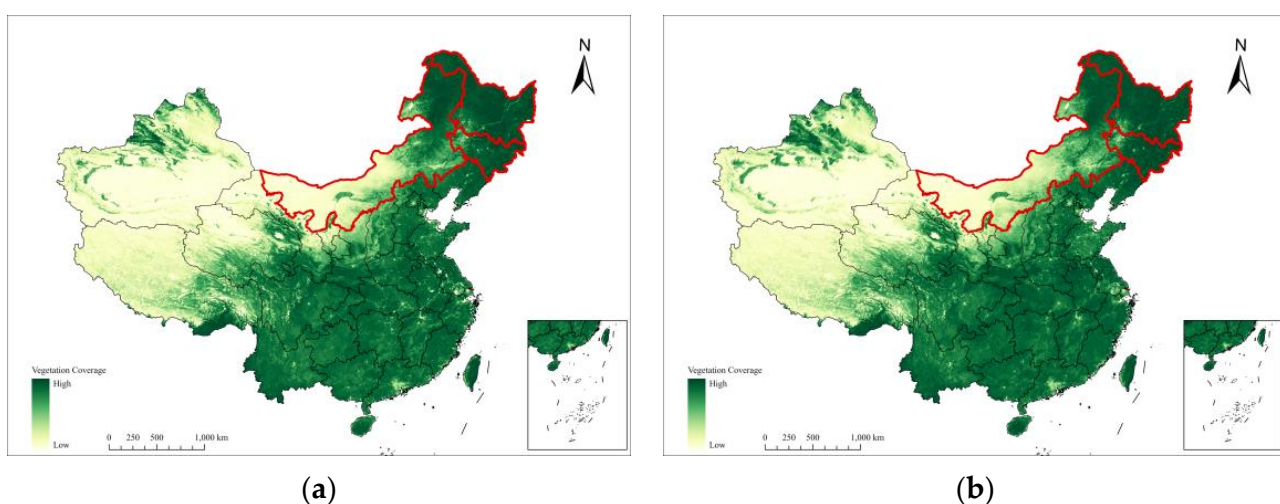 N
Vegetation Coverage
High
Low
0 250 500 1,000 km
N
Vegetation Coverage
High
Low
0 250 500 1,000 km
(a)
(b)